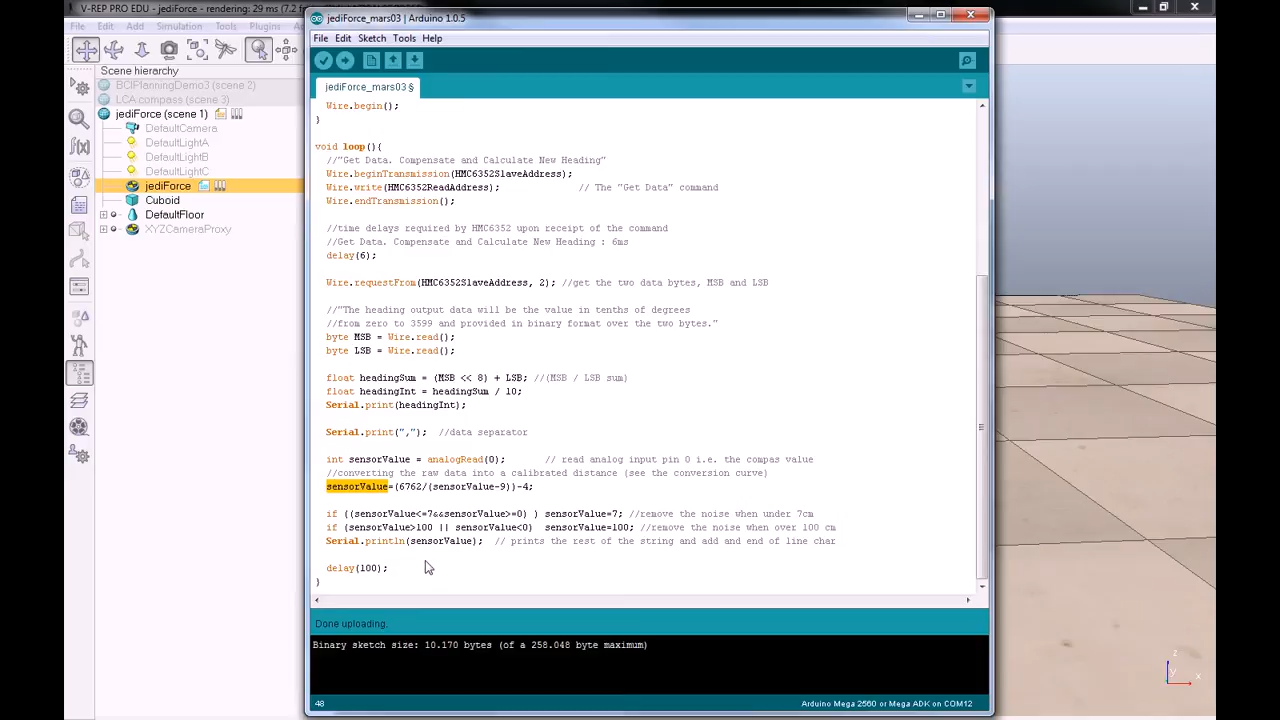 V-REP PRO EDU - jediForce - rendering: 29 ms (7.2 f
File Edit Add Simulation Tools Plugins Add
Scene hierarchy
BCIPlanningDemo3 (scene 2)
LCA.compass (scene 3)
jediForce (scene 1)
DefaultCamera
DefaultLightA
DefaultLightB
DefaultLightC
jediForce
Cuboid
DefaultFloor
XYZCameraProxy
f(x)
jediForce_mars03 | Arduino 1.0.5
File Edit Sketch Tools Help
jediForce_mars03 §
Wire.begin();
}
void loop(){
//"Get Data. Compensate and Calculate New Heading"
Wire.beginTransmission(HMC6352SlaveAddress);
Wire.write(HMC6352ReadAddress); // The "Get Data" command
Wire.endTransmission();
//time delays required by HMC6352 upon receipt of the command
//Get Data. Compensate and Calculate New Heading : 6ms
delay(6);
Wire.requestFrom(HMC6352SlaveAddress, 2); //get the two data bytes, MSB and LSB
//"The heading output data will be the value in tenths of degrees
//from zero to 3599 and provided in binary format over the two bytes."
byte MSB = Wire.read();
byte LSB = Wire.read();
float headingSum = (MSB << 8) + LSB; //(MSB / LSB sum)
float headingInt = headingSum / 10;
Serial.print(headingInt);
Serial.print(","); //data separator
int sensorValue = analogRead(0); // read analog input pin 0 i.e. the compas value
//converting the raw data into a calibrated distance (see the conversion curve)
sensorValue=(6762/(sensorValue-9))-4;
if ((sensorValue<=7&&sensorValue>=0) ) sensorValue=7; //remove the noise when under 7cm
if (sensorValue>100 || sensorValue<0) sensorValue=100; //remove the noise when over 100 cm
Serial.println(sensorValue); // prints the rest of the string and add and end of line char
delay(100);
}
Done uploading.
Binary sketch size: 10.170 bytes (of a 258.048 byte maximum)
48
Arduino Mega 2560 or Mega ADK on COM12
z
Y
x